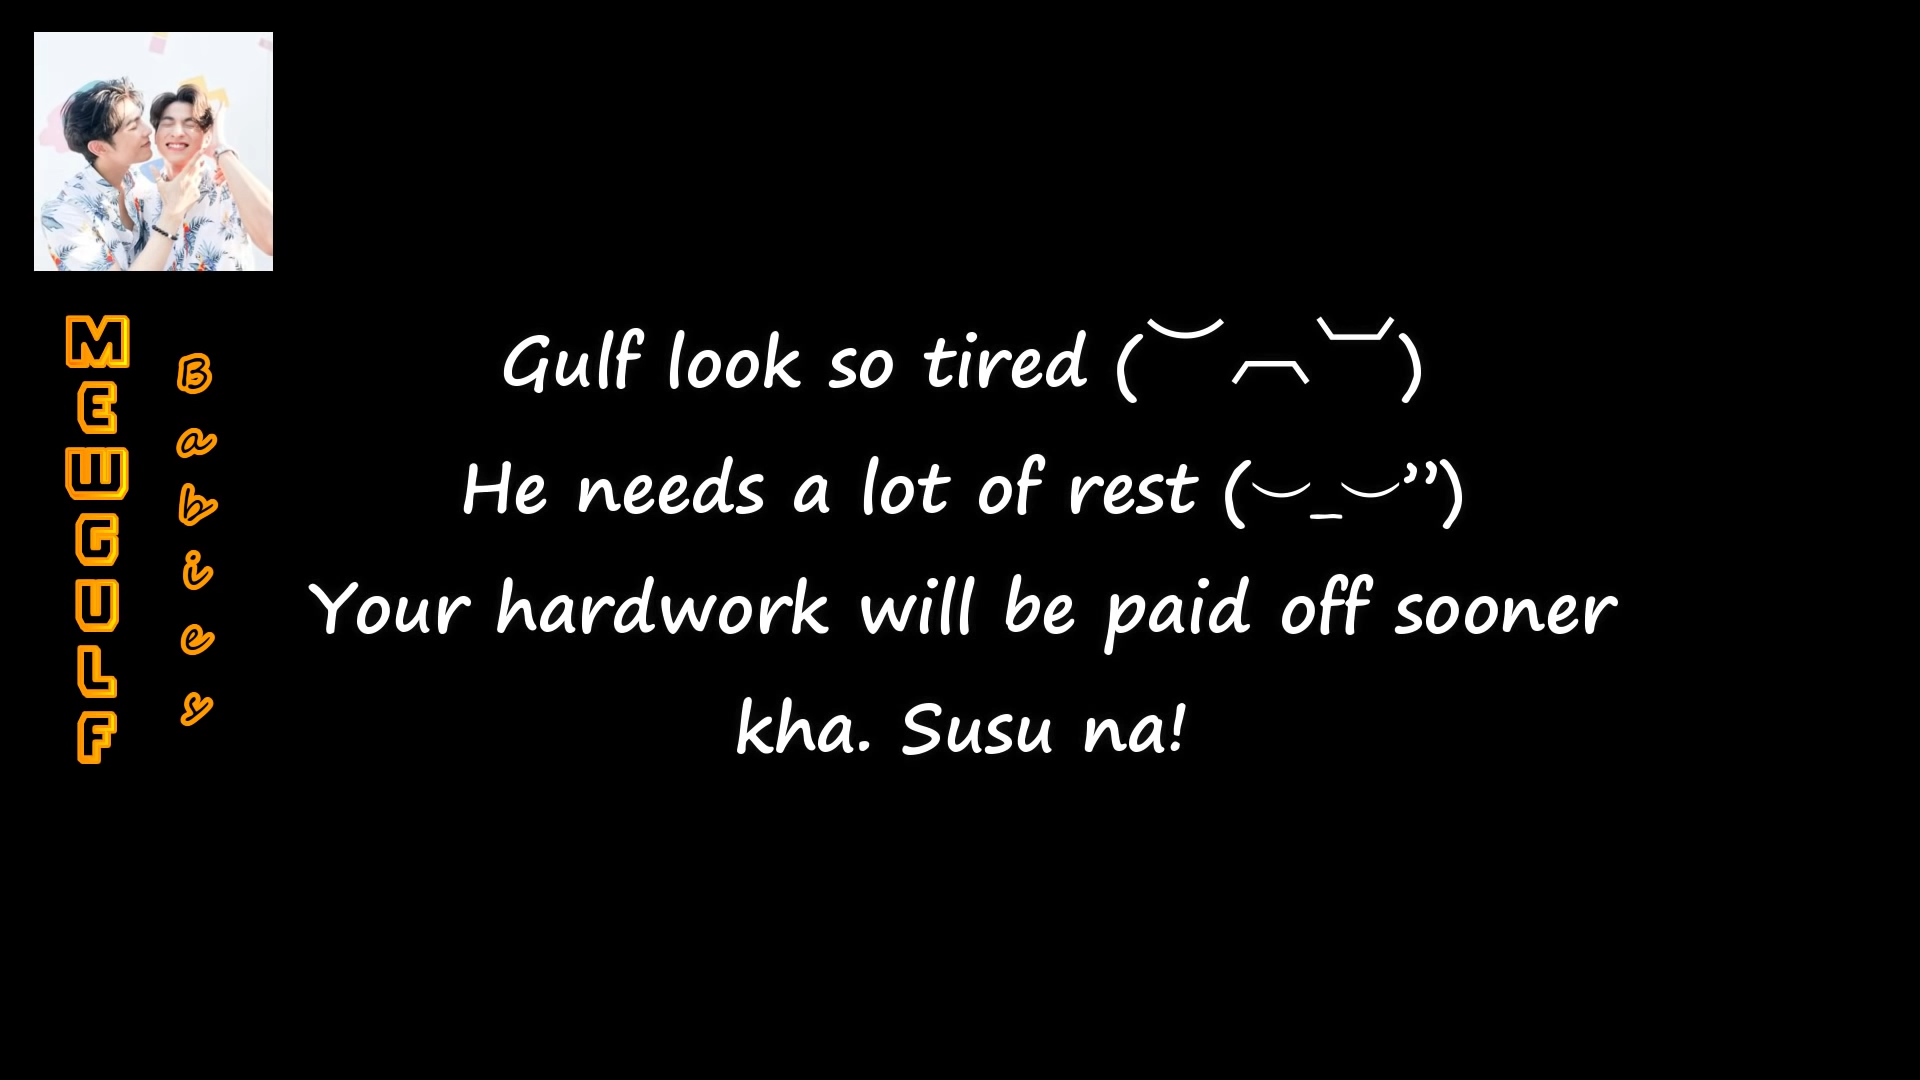 MEWGULF
Babies
Gulf look so tired (︶︹︺)
He needs a lot of rest (︶_︶’”)
Your hardwork will be paid off sooner
kha. Susu na!